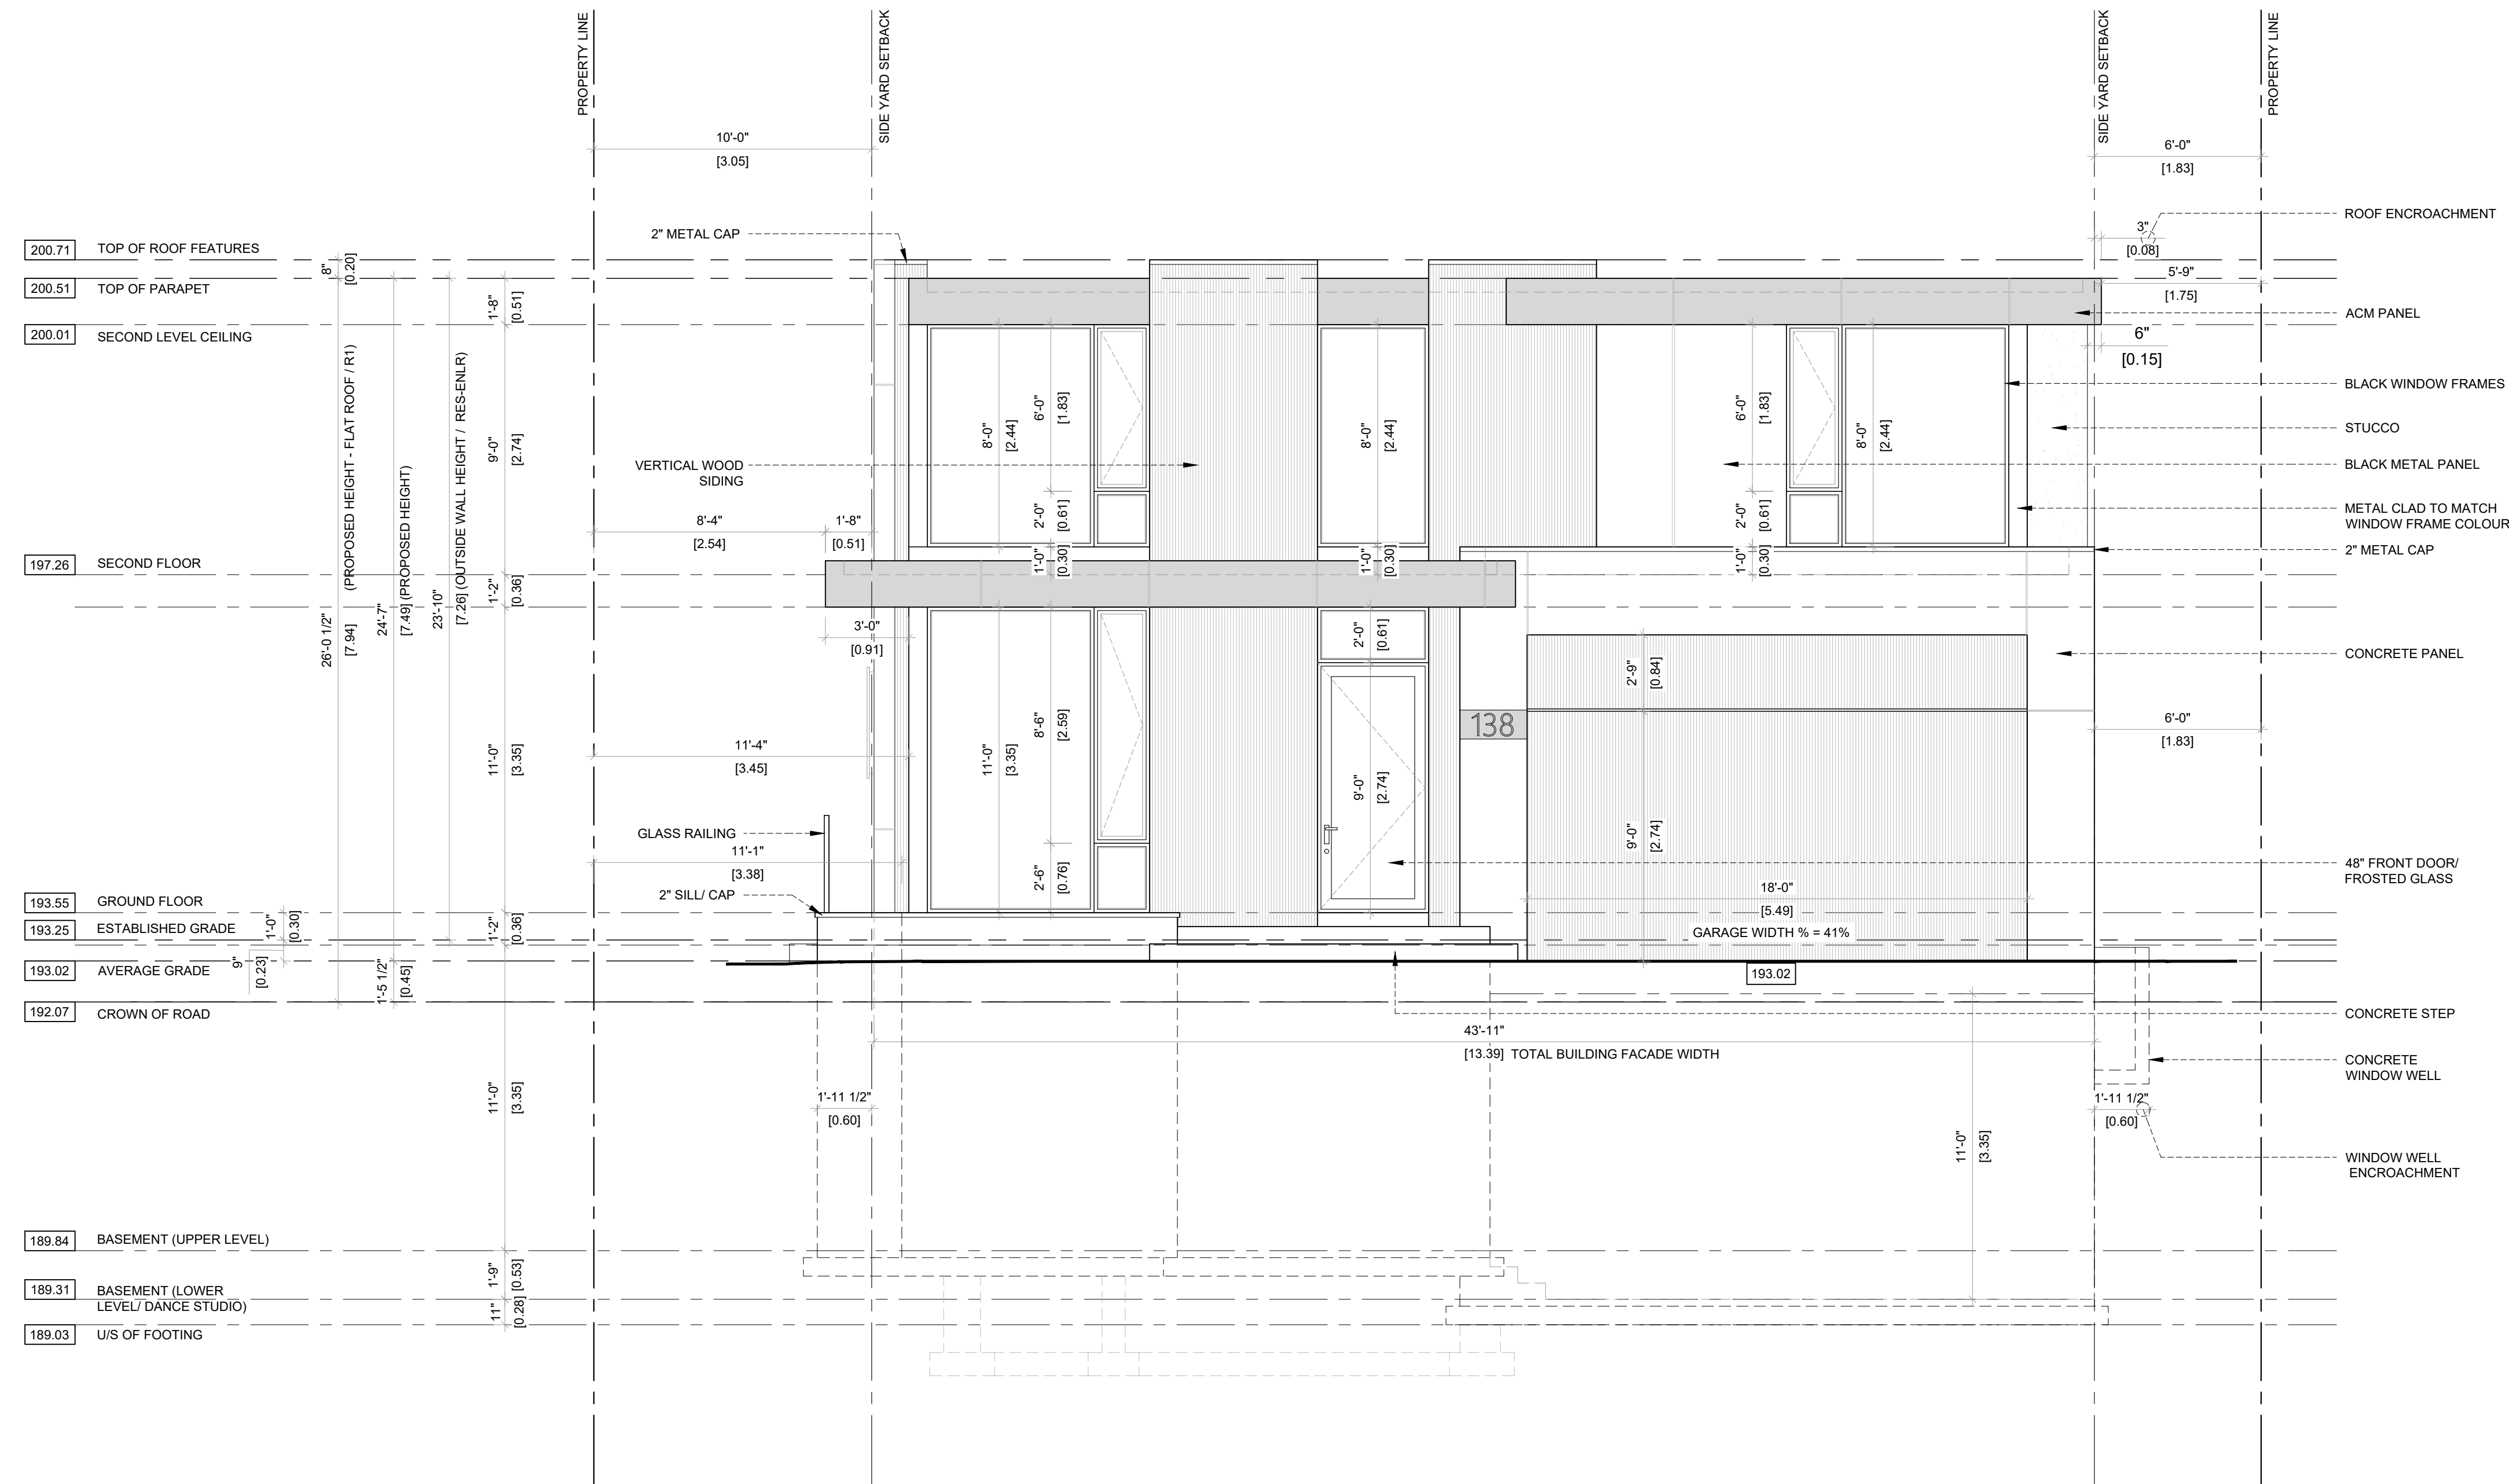 PROPERTY LINE
SIDE YARD SETBACK
SIDE YARD SETBACK
PROPERTY LINE
10'-0"
[3.05]
6'-0"
[1.83]
ROOF ENCROACHMENT
3"
[0.08]
2" METAL CAP
200.71 TOP OF ROOF FEATURES
8"
[0.20]
200.51 TOP OF PARAPET
5'-9"
[1.75]
1'-8"
[0.51]
ACM PANEL
200.01 SECOND LEVEL CEILING
6"
[0.15]
26'-0 1/2" (PROPOSED HEIGHT - FLAT ROOF / R1)
[7.94]
24'-7"
[7.49] (PROPOSED HEIGHT)
23'-10"
[7.26] (OUTSIDE WALL HEIGHT / RES-ENLR)
9'-0"
[2.74]
8'-0"
[2.44]
6'-0"
[1.83]
8'-0"
[2.44]
6'-0"
[1.83]
8'-0"
[2.44]
BLACK WINDOW FRAMES
STUCCO
VERTICAL WOOD
SIDING
BLACK METAL PANEL
2'-0"
[0.61]
2'-0"
[0.61]
METAL CLAD TO MATCH
WINDOW FRAME COLOUR
8'-4"
[2.54]
1'-8"
[0.51]
2" METAL CAP
1'-0"
[0.30]
1'-0"
[0.30]
1'-0"
[0.30]
197.26 SECOND FLOOR
1'-2"
[0.36]
3'-0"
[0.91]
2'-0"
[0.61]
2'-9"
[0.84]
CONCRETE PANEL
138
6'-0"
[1.83]
11'-4"
[3.45]
11'-0"
[3.35]
11'-0"
[3.35]
8'-6"
[2.59]
9'-0"
[2.74]
9'-0"
[2.74]
GLASS RAILING
11'-1"
[3.38]
2'-6"
[0.76]
48" FRONT DOOR/
FROSTED GLASS
2" SILL/ CAP
18'-0"
[5.49]
193.55 GROUND FLOOR
1'-0"
[0.30]
1'-2"
[0.36]
193.25 ESTABLISHED GRADE
GARAGE WIDTH % = 41%
9"
[0.23]
193.02 AVERAGE GRADE
193.02
1'-5 1/2"
[0.45]
192.07 CROWN OF ROAD
CONCRETE STEP
43'-11"
[13.39] TOTAL BUILDING FACADE WIDTH
CONCRETE
WINDOW WELL
11'-0"
[3.35]
1'-11 1/2"
[0.60]
1'-11 1/2"
[0.60]
11'-0"
[3.35]
WINDOW WELL
ENCROACHMENT
189.84 BASEMENT (UPPER LEVEL)
1'-9"
[0.53]
189.31 BASEMENT (LOWER
LEVEL/ DANCE STUDIO)
11"
[0.28]
189.03 U/S OF FOOTING